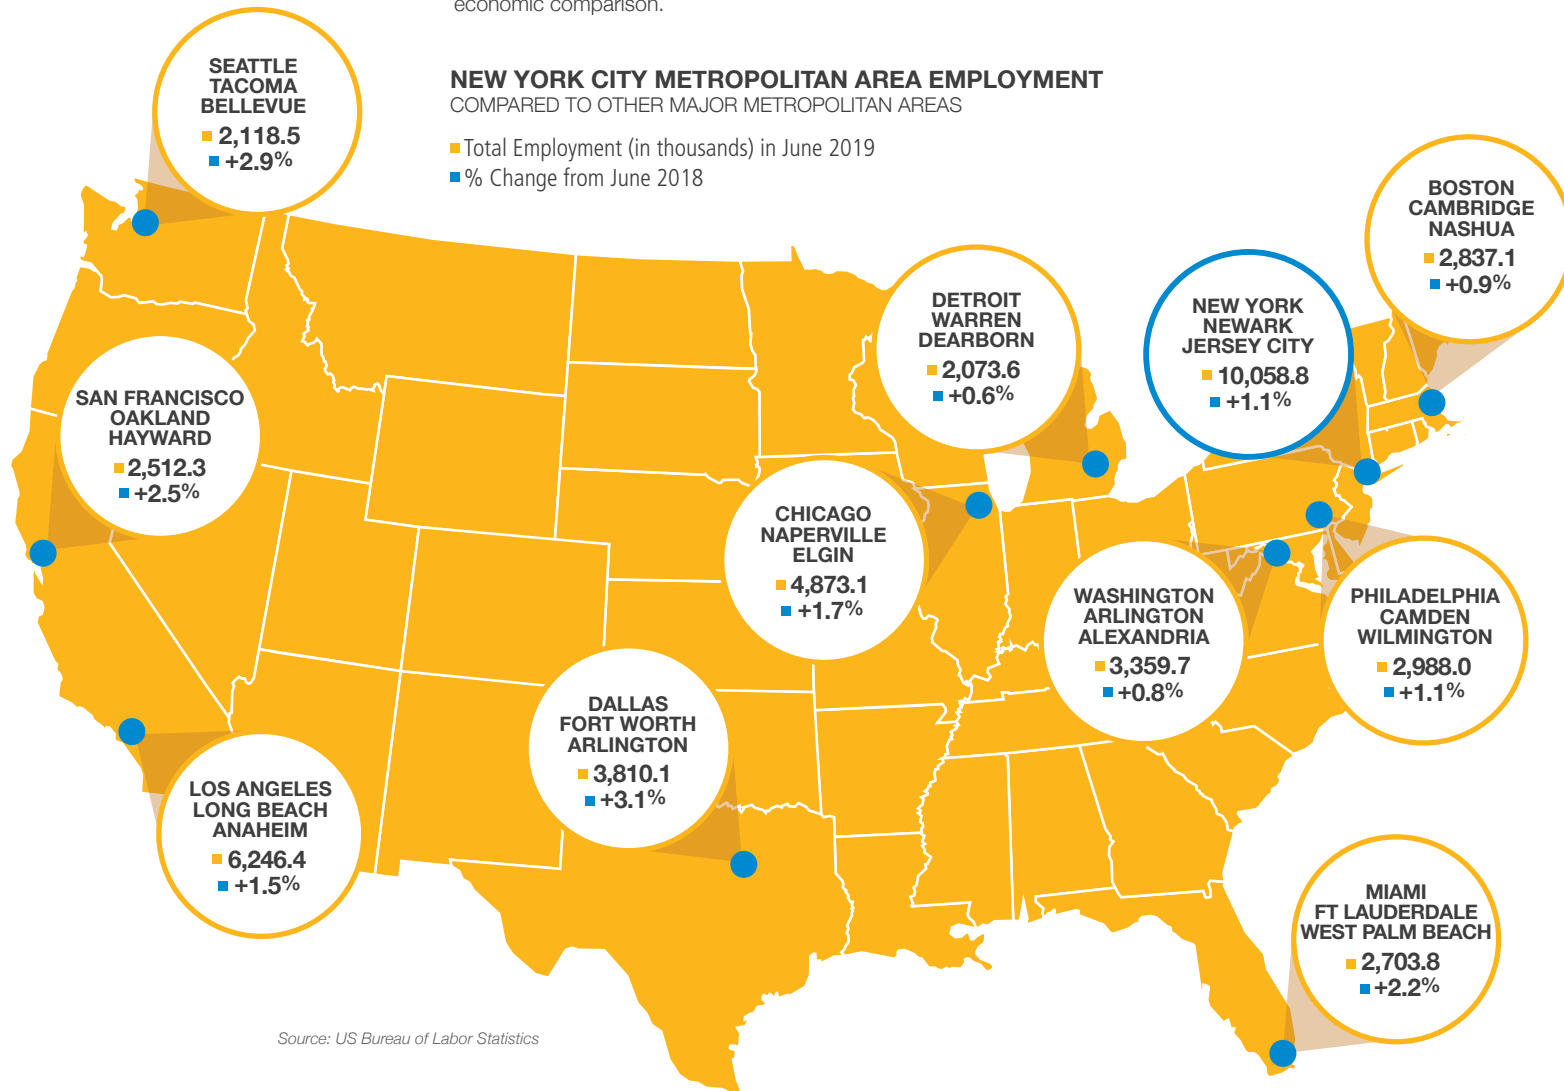 economic comparison.
NEW YORK CITY METROPOLITAN AREA EMPLOYMENT
COMPARED TO OTHER MAJOR METROPOLITAN AREAS
Total Employment (in thousands) in June 2019
% Change from June 2018
SEATTLE
TACOMA
BELLEVUE
2,118.5
+2.9%
BOSTON
CAMBRIDGE
NASHUA
2,837.1
+0.9%
DETROIT
WARREN
DEARBORN
2,073.6
+0.6%
NEW YORK
NEWARK
JERSEY CITY
10,058.8
+1.1%
SAN FRANCISCO
OAKLAND
HAYWARD
2,512.3
+2.5%
CHICAGO
NAPERVILLE
ELGIN
4,873.1
+1.7%
WASHINGTON
ARLINGTON
ALEXANDRIA
3,359.7
+0.8%
PHILADELPHIA
CAMDEN
WILMINGTON
2,988.0
+1.1%
DALLAS
FORT WORTH
ARLINGTON
3,810.1
+3.1%
LOS ANGELES
LONG BEACH
ANAHEIM
6,246.4
+1.5%
MIAMI
FT LAUDERDALE
WEST PALM BEACH
2,703.8
+2.2%
Source: US Bureau of Labor Statistics